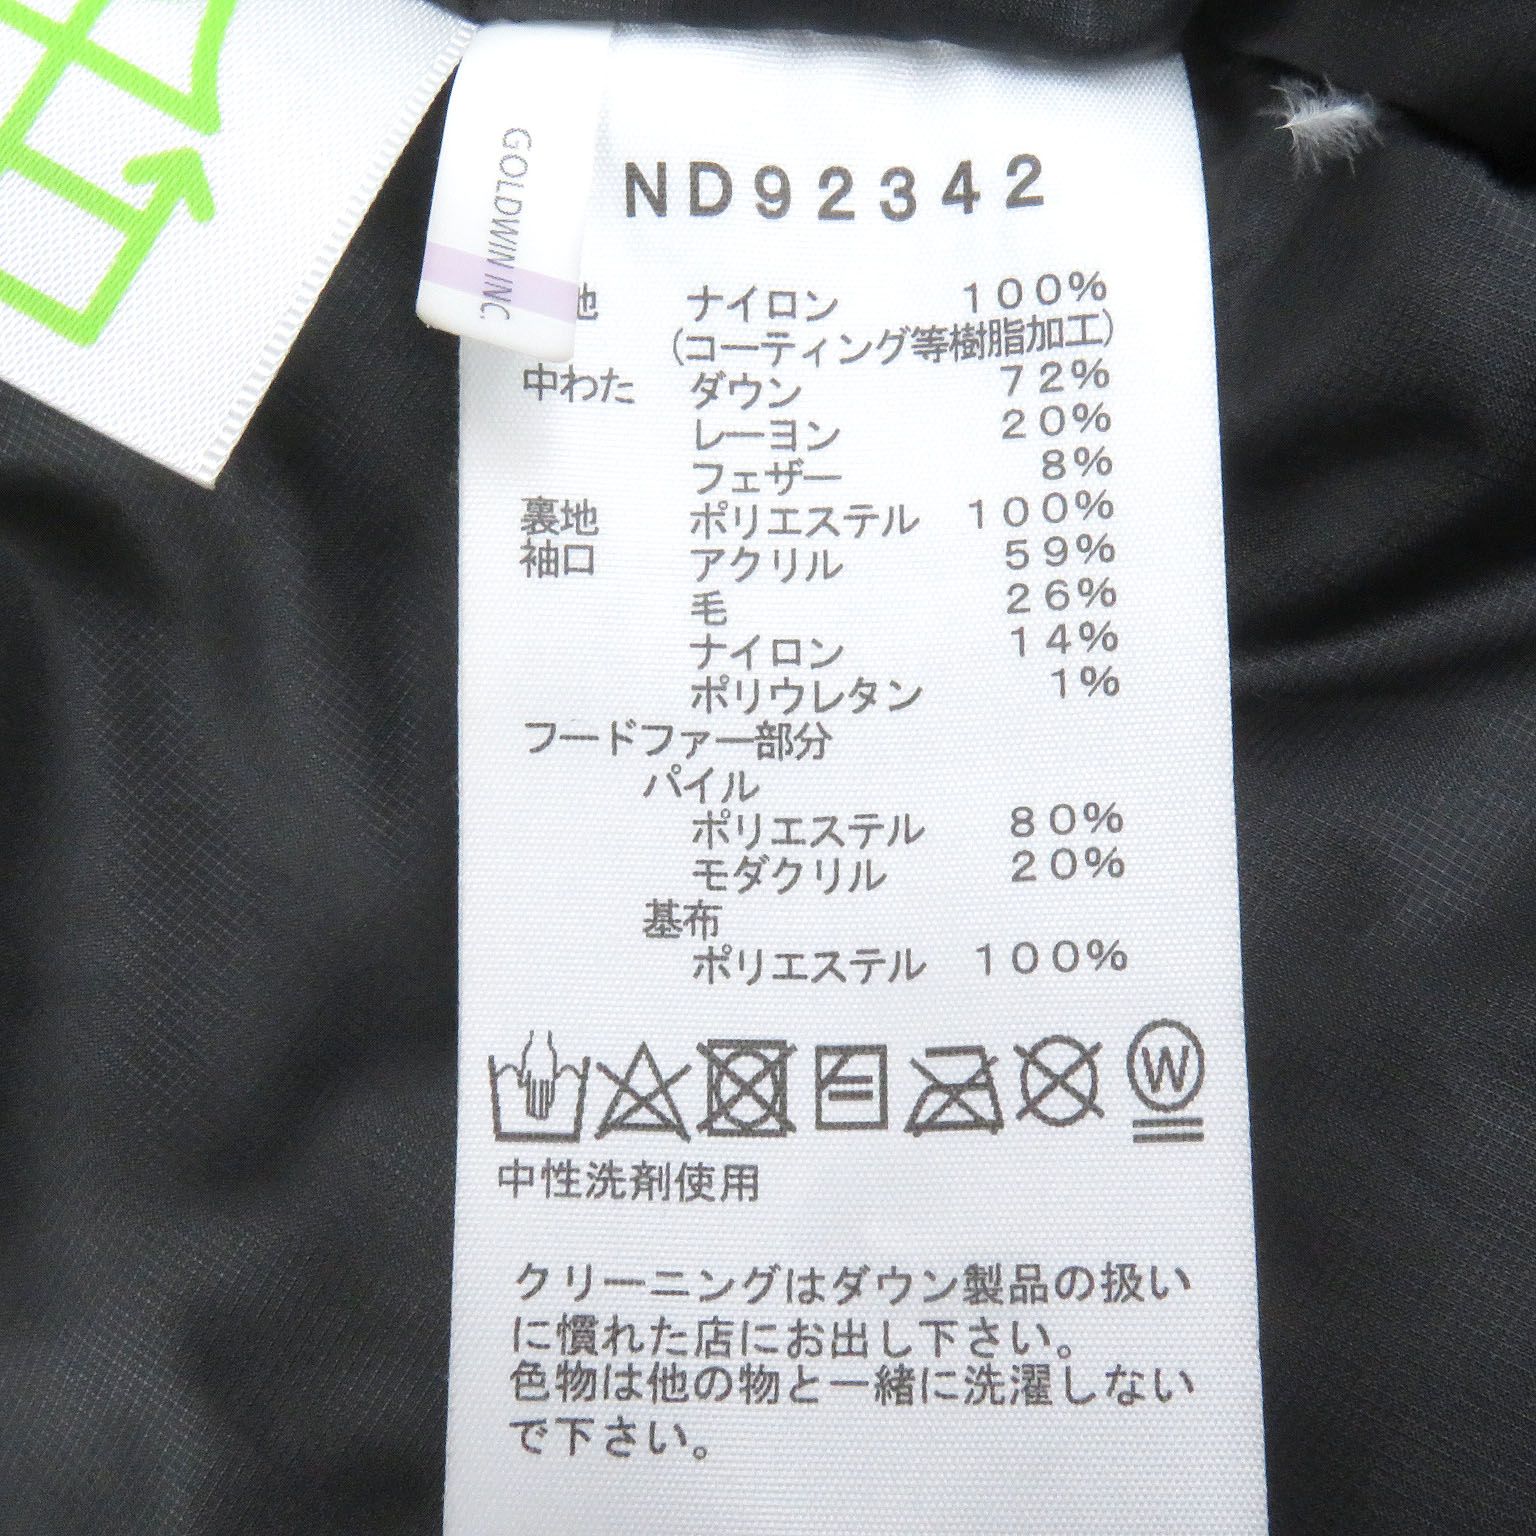 GOLDWIN INC.
ND92342
地 ナイロン 100%
(コーティング等樹脂加工)
中わた ダウン 72%
レーヨン 20%
フェザー 8%
裏地 ポリエステル 100%
袖口 アクリル 59%
毛 26%
ナイロン 14%
ポリウレタン 1%
フードファー部分
パイル
ポリエステル 80%
モダクリル 20%
基布
ポリエステル 100%
W
中性洗剤使用
クリーニングはダウン製品の扱い
に慣れた店にお出し下さい。
色物は他の物と一緒に洗濯しない
で下さい。